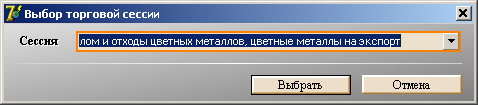 Выбор торговой сессии
Сессия лом и отходы цветных металлов, цветные металлы на экспорт
Выбрать Отмена